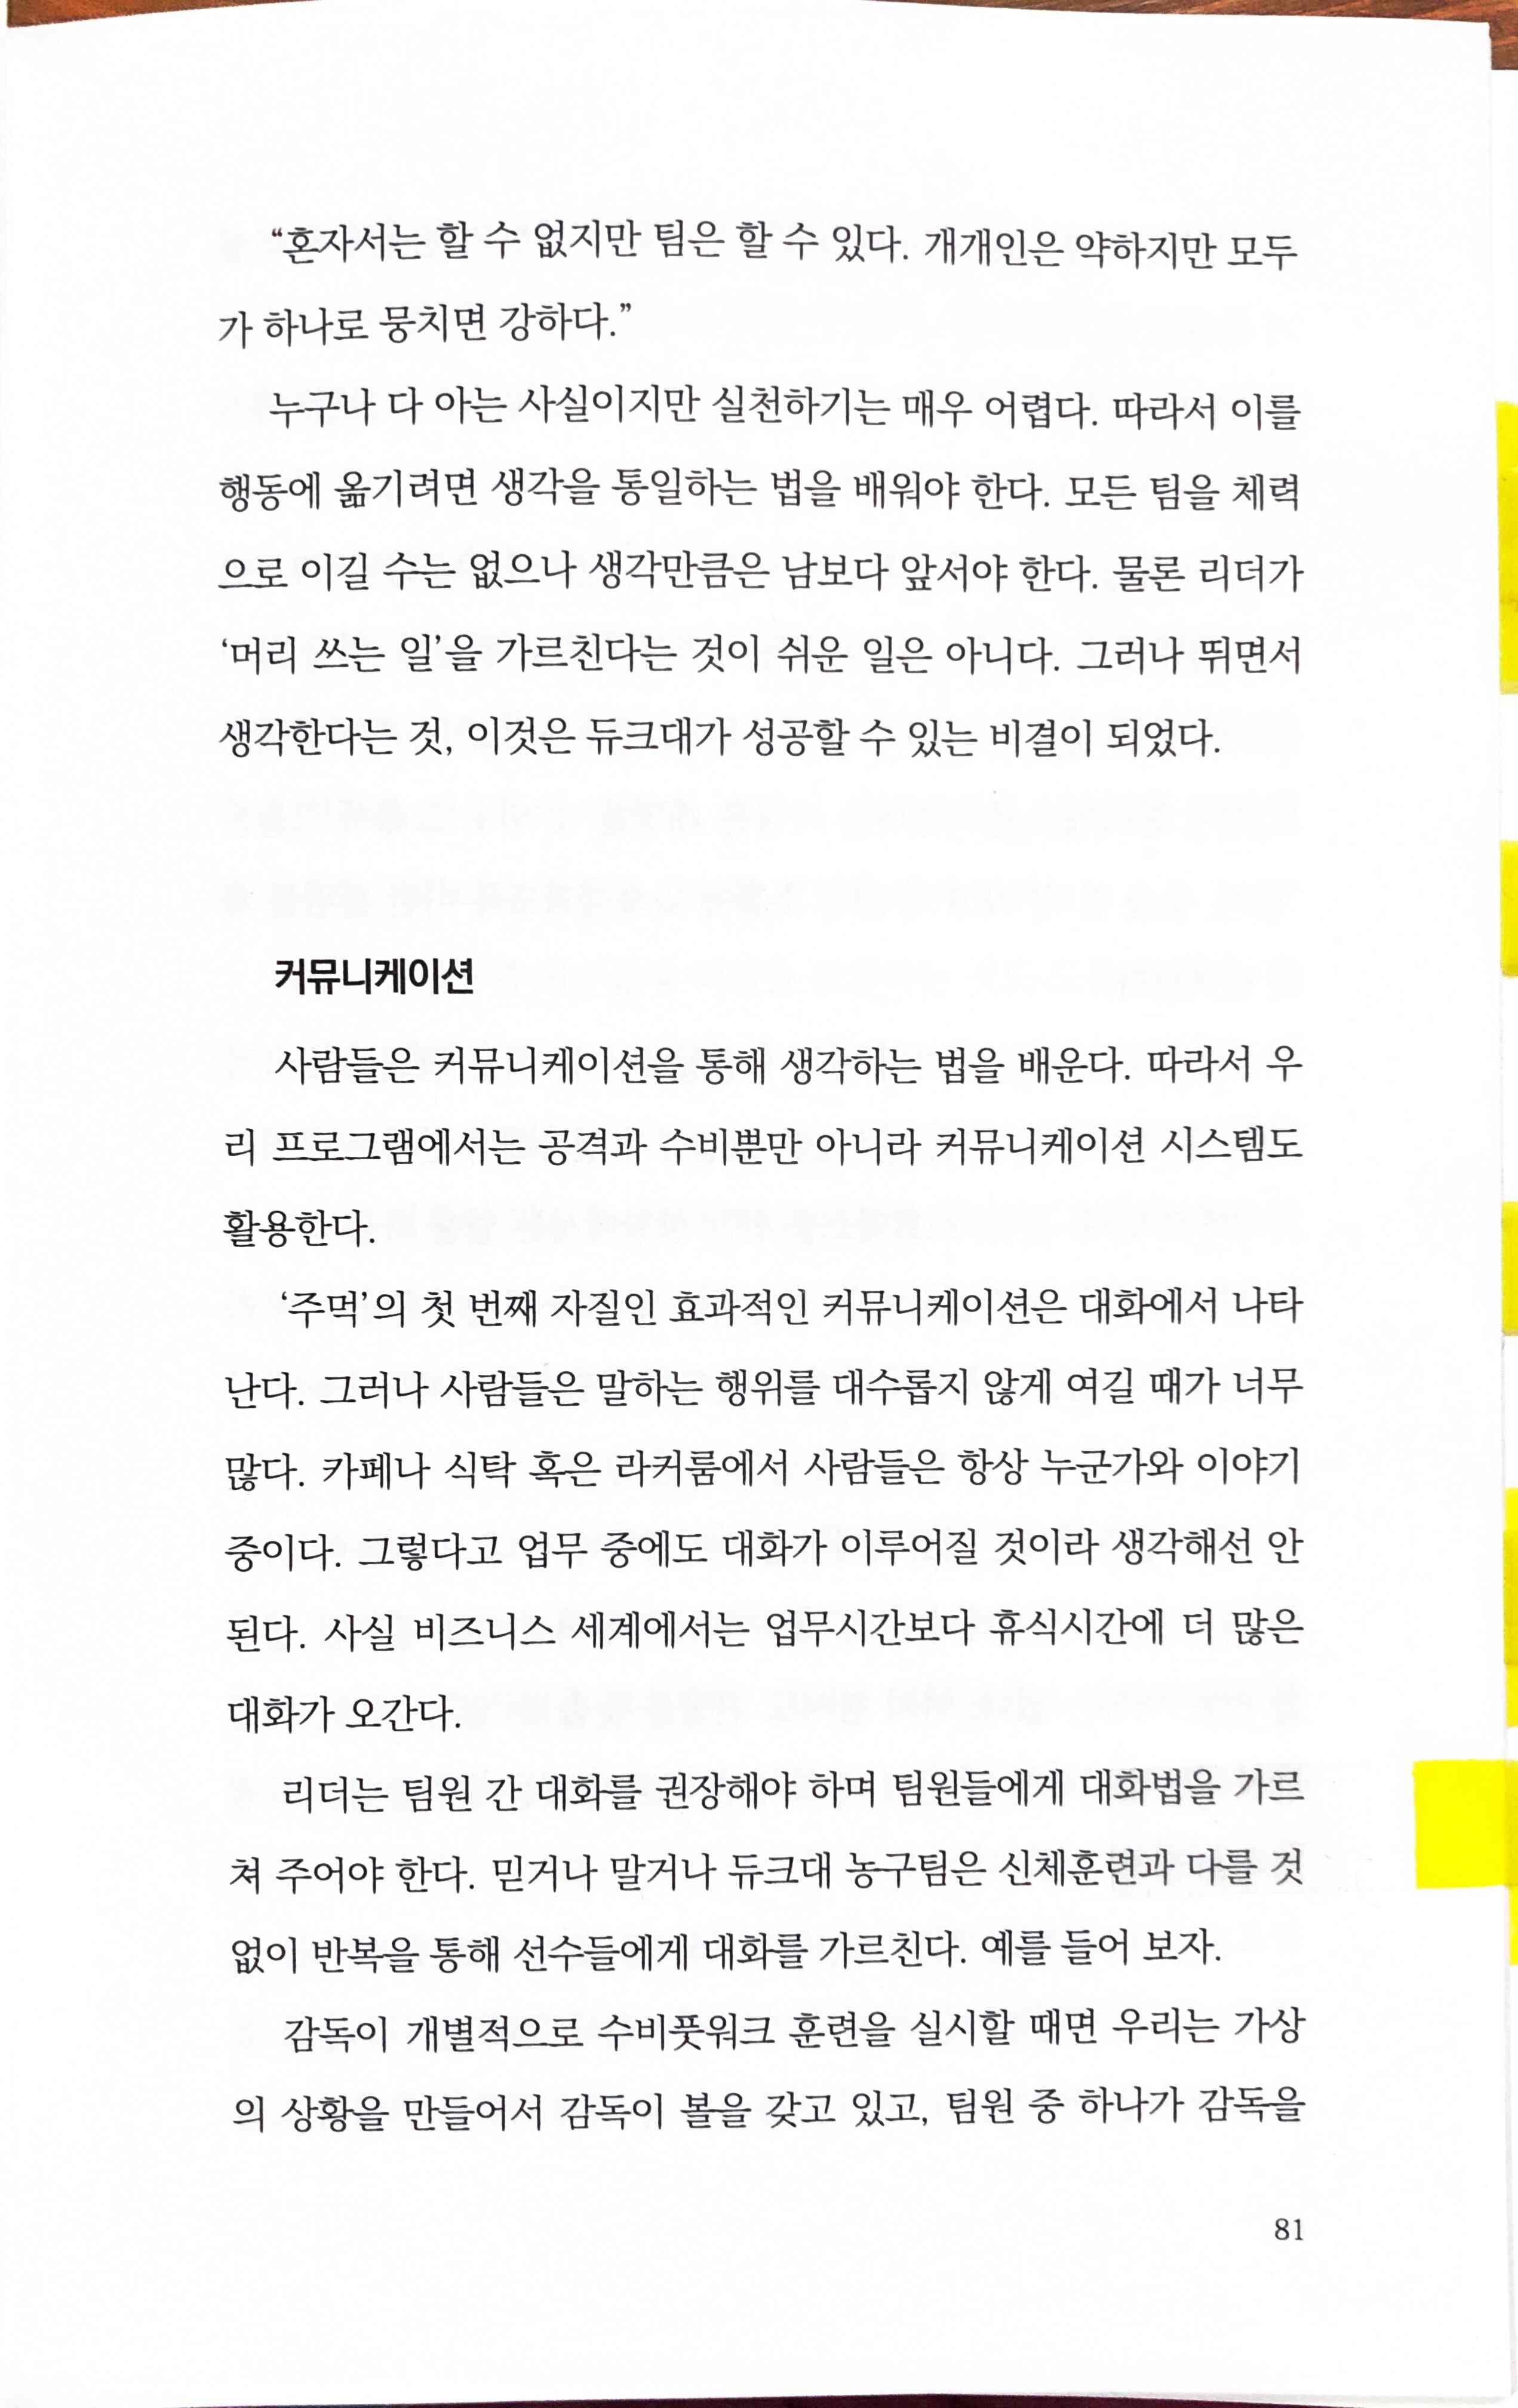 “혼자서는 할 수 없지만 팀은 할 수 있다. 개개인은 약하지만 모두
가 하나로 뭉치면 강하다.”
누구나 다 아는 사실이지만 실천하기는 매우 어렵다. 따라서 이를
행동에 옮기려면 생각을 통일하는 법을 배워야 한다. 모든 팀을 체력
으로 이길 수는 없으나 생각만큼은 남보다 앞서야 한다. 물론 리더가
‘머리 쓰는 일’을 가르친다는 것이 쉬운 일은 아니다. 그러나 뛰면서
생각한다는 것, 이것은 듀크대가 성공할 수 있는 비결이 되었다.
커뮤니케이션
사람들은 커뮤니케이션을 통해 생각하는 법을 배운다. 따라서 우
리 프로그램에서는 공격과 수비뿐만 아니라 커뮤니케이션 시스템도
활용한다.
‘주먹’의 첫 번째 자질인 효과적인 커뮤니케이션은 대화에서 나타
난다. 그러나 사람들은 말하는 행위를 대수롭지 않게 여길 때가 너무
많다. 카페나 식탁 혹은 라커룸에서 사람들은 항상 누군가와 이야기
중이다. 그렇다고 업무 중에도 대화가 이루어질 것이라 생각해선 안
된다. 사실 비즈니스 세계에서는 업무시간보다 휴식시간에 더 많은
대화가 오간다.
리더는 팀원 간 대화를 권장해야 하며 팀원들에게 대화법을 가르
쳐 주어야 한다. 믿거나 말거나 듀크대 농구팀은 신체훈련과 다를 것
없이 반복을 통해 선수들에게 대화를 가르친다. 예를 들어 보자.
감독이 개별적으로 수비풋워크 훈련을 실시할 때면 우리는 가상
의 상황을 만들어서 감독이 볼을 갖고 있고, 팀원 중 하나가 감독을
81